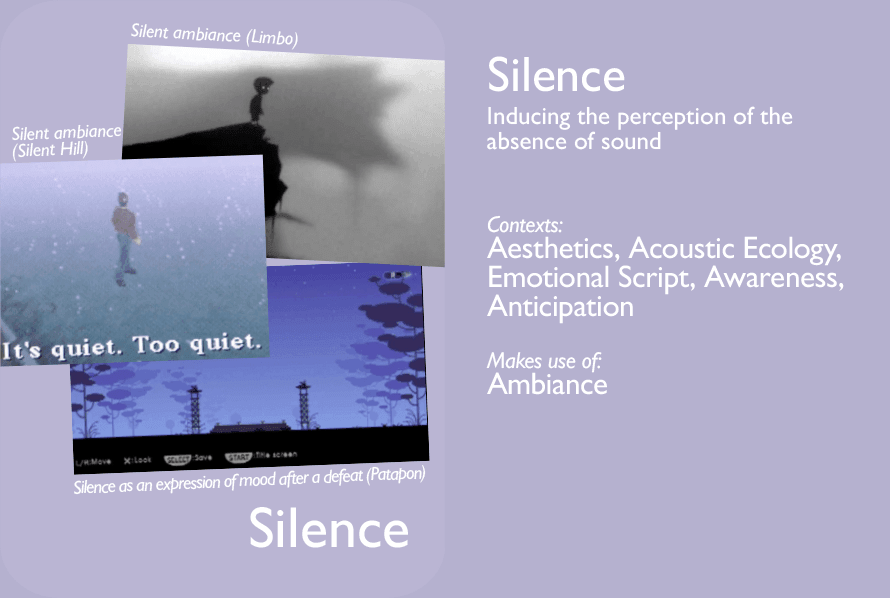 Silent ambiance (Limbo)
Silent ambiance
(Silent Hill)
It's quiet. Too quiet.
L/R:Move X:Look SELECT:Save START:Title screen
Silence as an expression of mood after a defeat (Patapon)
Silence
Silence
Inducing the perception of the
absence of sound
Contexts:
Aesthetics, Acoustic Ecology,
Emotional Script, Awareness,
Anticipation
Makes use of:
Ambiance